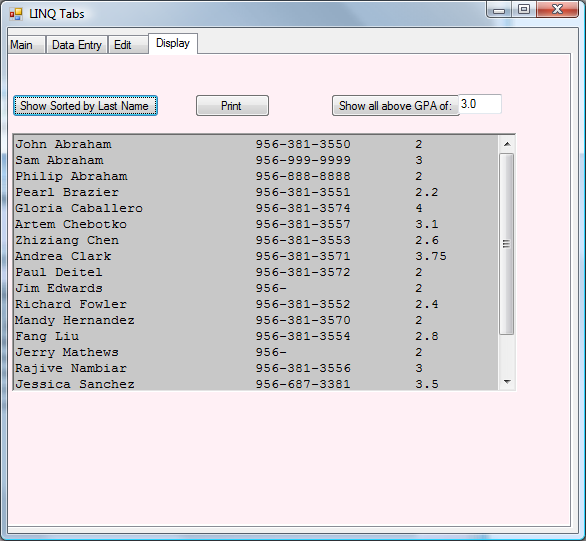 LINQ Tabs
Main Data Entry Edit Display
Show Sorted by Last Name Print Show all above GPA of: 3.0
John Abraham 956-381-3550 2
Sam Abraham 956-999-9999 3
Philip Abraham 956-888-8888 2
Pearl Brazier 956-381-3551 2.2
Gloria Caballero 956-381-3574 4
Artem Chebotko 956-381-3557 3.1
Zhiziang Chen 956-381-3553 2.6
Andrea Clark 956-381-3571 3.75
Paul Deitel 956-381-3572 2
Jim Edwards 956- 2
Richard Fowler 956-381-3552 2.4
Mandy Hernandez 956-381-3570 2
Fang Liu 956-381-3554 2.8
Jerry Mathews 956- 2
Rajive Nambiar 956-381-3556 3
Jessica Sanchez 956-687-3381 3.5